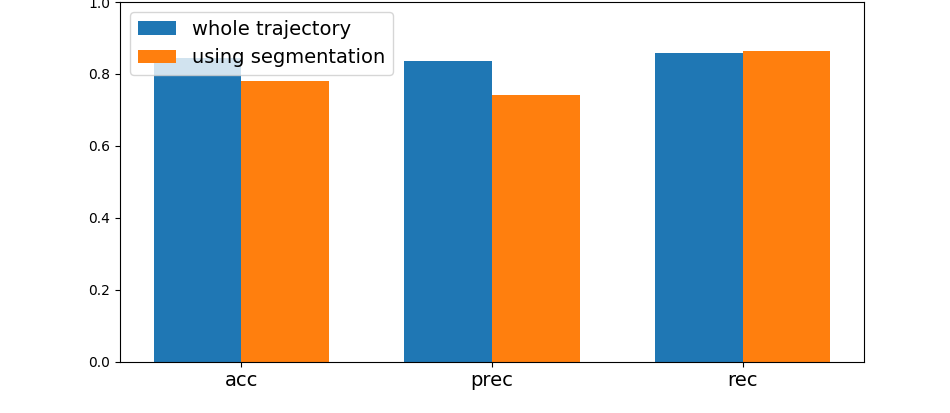 1.0
whole trajectory
using segmentation
0.8
0.6
0.4
0.2
0.0
acc prec rec